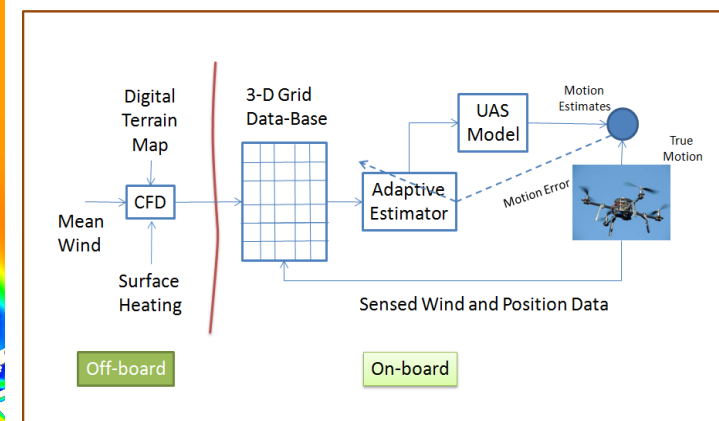 Digital
Terrain
Map
3-D Grid
Data-Base
UAS
Model
Motion
Estimates
True
Motion
CFD
Adaptive
Estimator
Motion Error
Mean
Wind
Surface
Heating
Sensed Wind and Position Data
Off-board
On-board